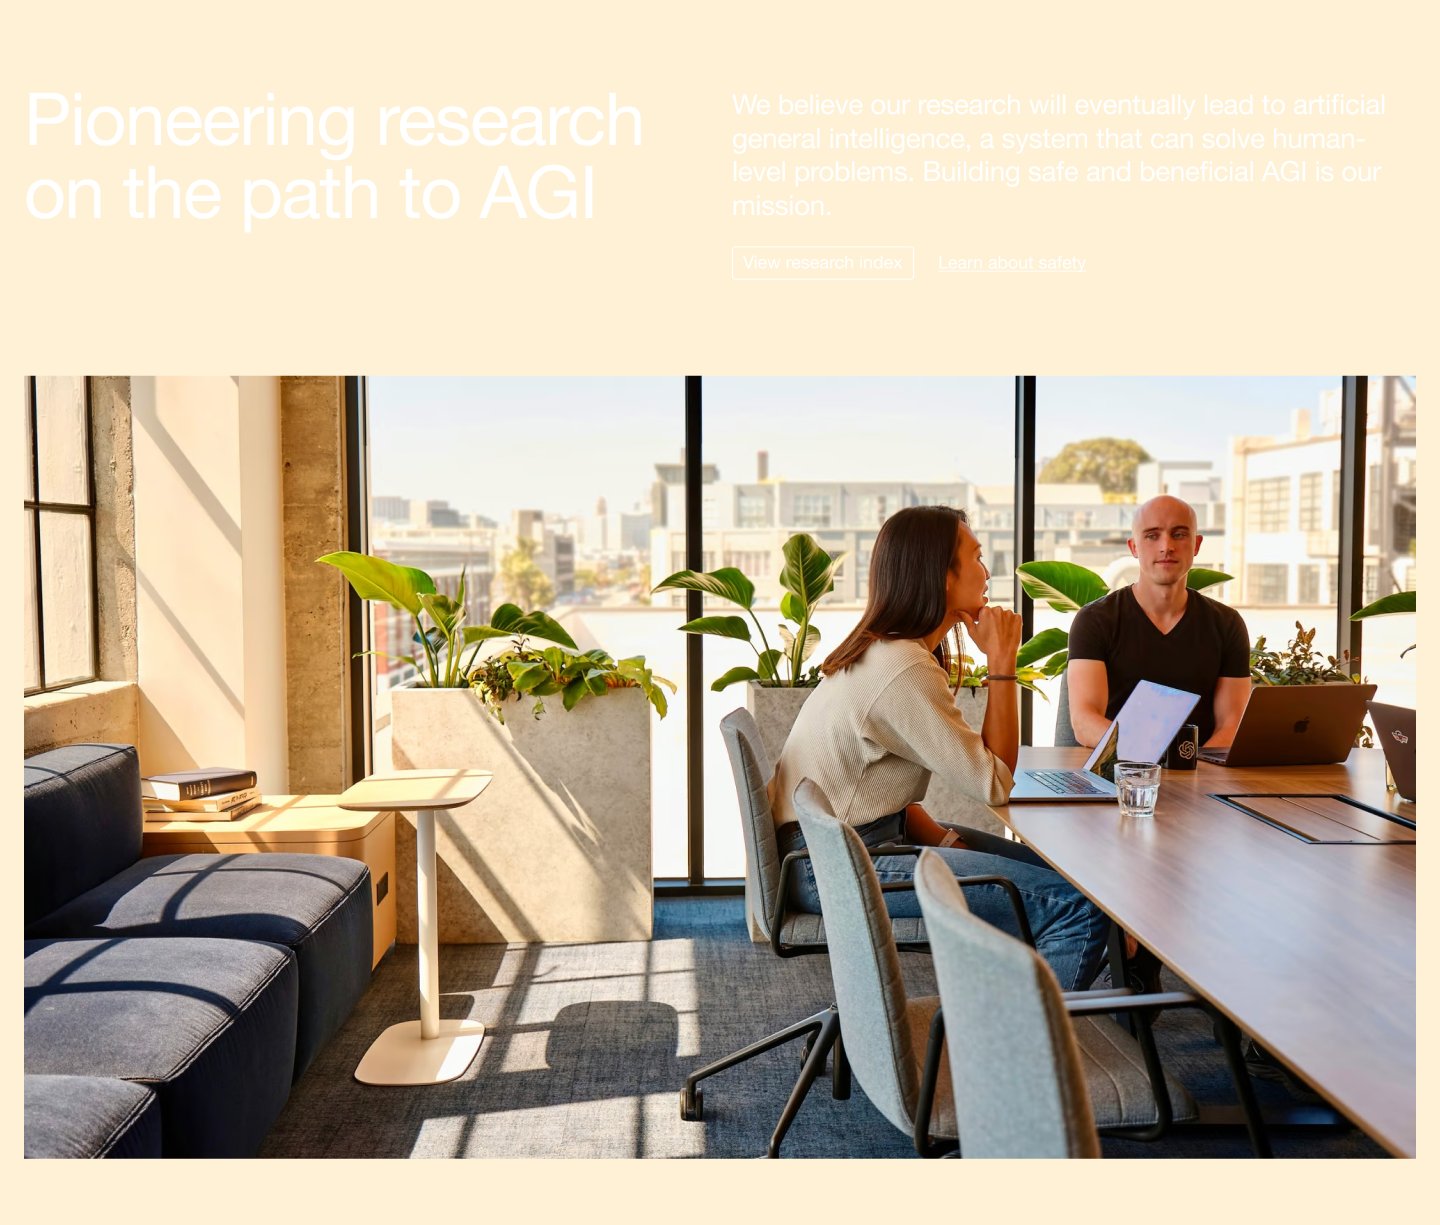 Pioneering research
on the path to AGI
We believe our research will eventually lead to artificial
general intelligence, a system that can solve human-
level problems. Building safe and beneficial AGI is our
mission.
View research index
Learn about safety